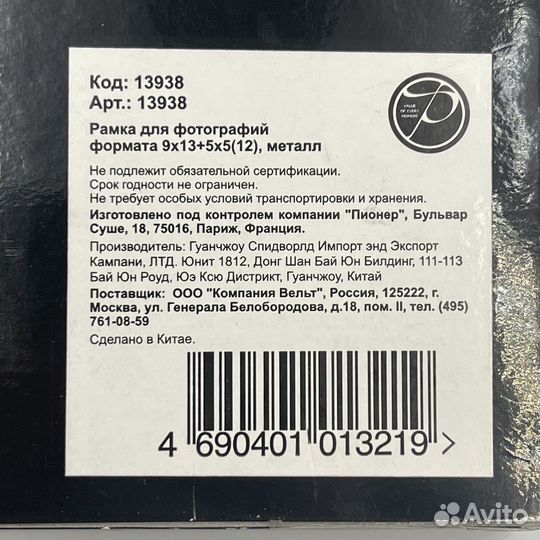 Код: 13938
Арт.: 13938
VALUE
OF EVERY
MOMENT
Рамка для фотографий
формата 9х13+5х5(12), металл
Не подлежит обязательной сертификации.
Срок годности не ограничен.
Не требует особых условий транспортировки и хранения.
Изготовлено под контролем компании "Пионер", Бульвар
Суше, 18, 75016, Париж, Франция.
Производитель: Гуанчжоу Спидворлд Импорт энд Экспорт
Кампани, ЛТД. Юнит 1812, Донг Шан Бай Юн Билдинг, 111-113
Бай Юн Роуд, Юэ Ксю Дистрикт, Гуанчжоу, Китай
Поставщик: ООО "Компания Вельт", Россия, 125222, г.
Москва, ул. Генерала Белобородова, д.18, пом. II, тел. (495)
761-08-59
Сделано в Китае.
4 690401 013219 >
Avito